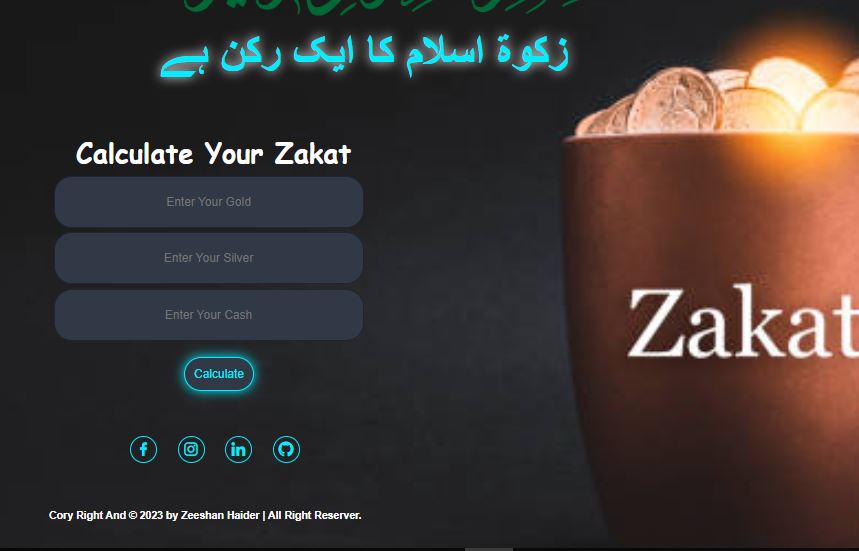 زکوۃ اسلام کا ایک رکن ہے
Calculate Your Zakat
Enter Your Gold
Enter Your Silver
Enter Your Cash
Calculate
Zakat
Cory Right And © 2023 by Zeeshan Haider | All Right Reserver.